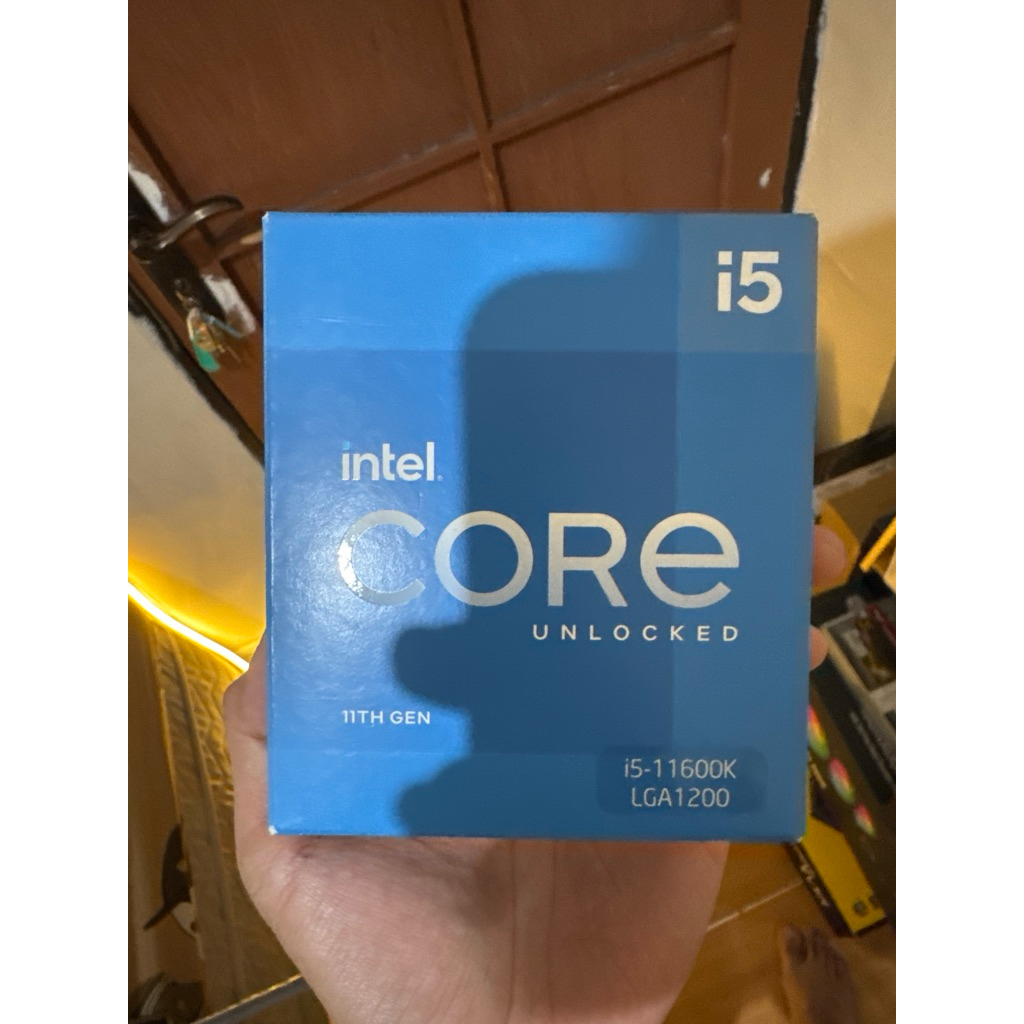 i5
intel.
CORE
UNLOCKED
11TH GEN
i5-11600K
LGA1200